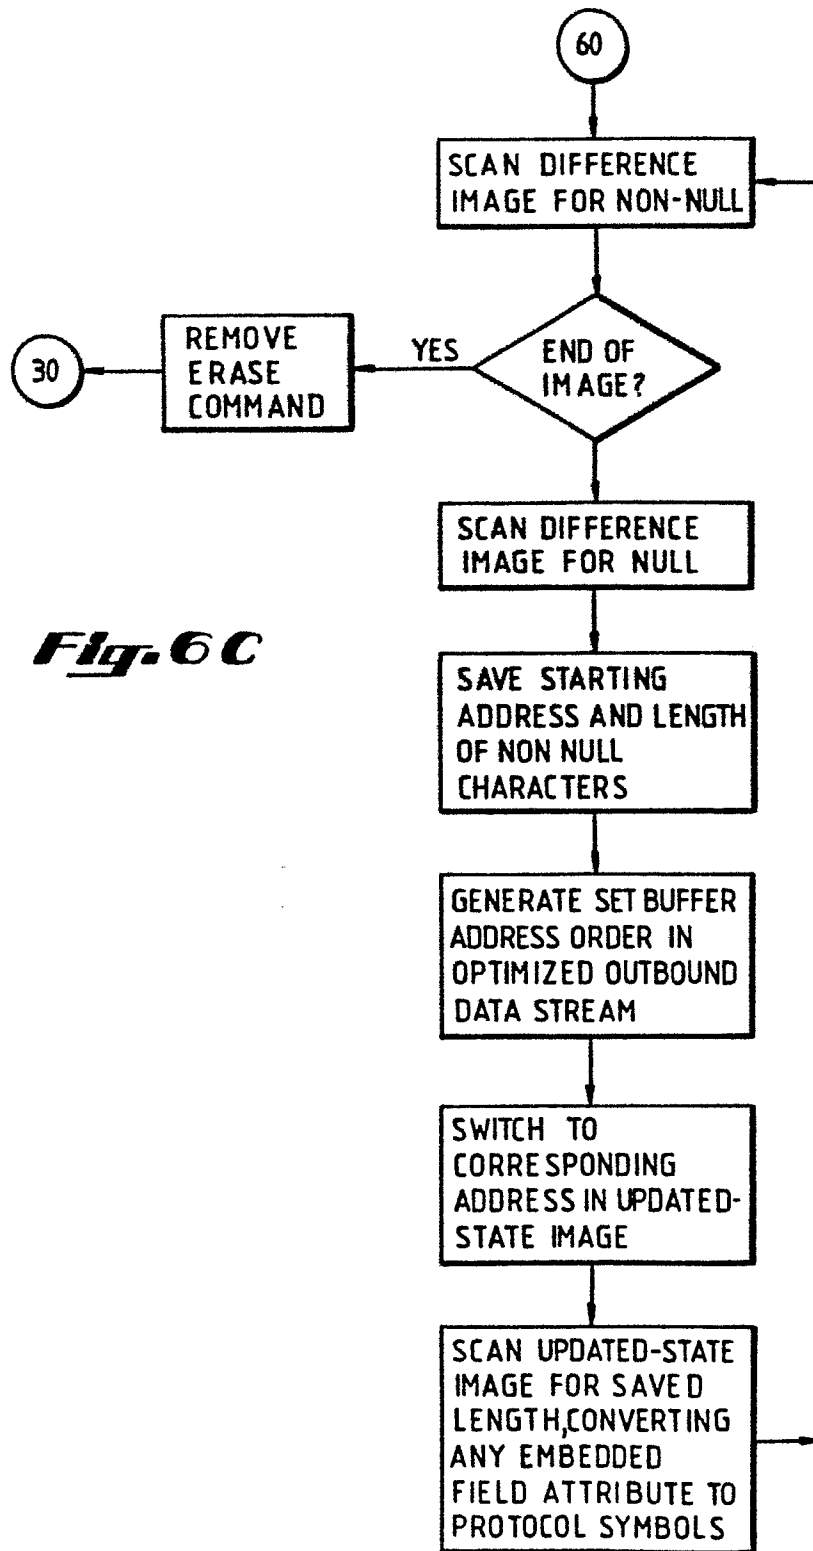 60
SCAN DIFFERENCE
IMAGE FOR NON-NULL
END OF
IMAGE?
YES
REMOVE
ERASE
COMMAND
30
SCAN DIFFERENCE
IMAGE FOR NULL
Fig. 6C
SAVE STARTING
ADDRESS AND LENGTH
OF NON NULL
CHARACTERS
GENERATE SET BUFFER
ADDRESS ORDER IN
OPTIMIZED OUTBOUND
DATA STREAM
SWITCH TO
CORRESPONDING
ADDRESS IN UPDATED-
STATE IMAGE
SCAN UPDATED-STATE
IMAGE FOR SAVED
LENGTH,CONVERTING
ANY EMBEDDED
FIELD ATTRIBUTE TO
PROTOCOL SYMBOLS